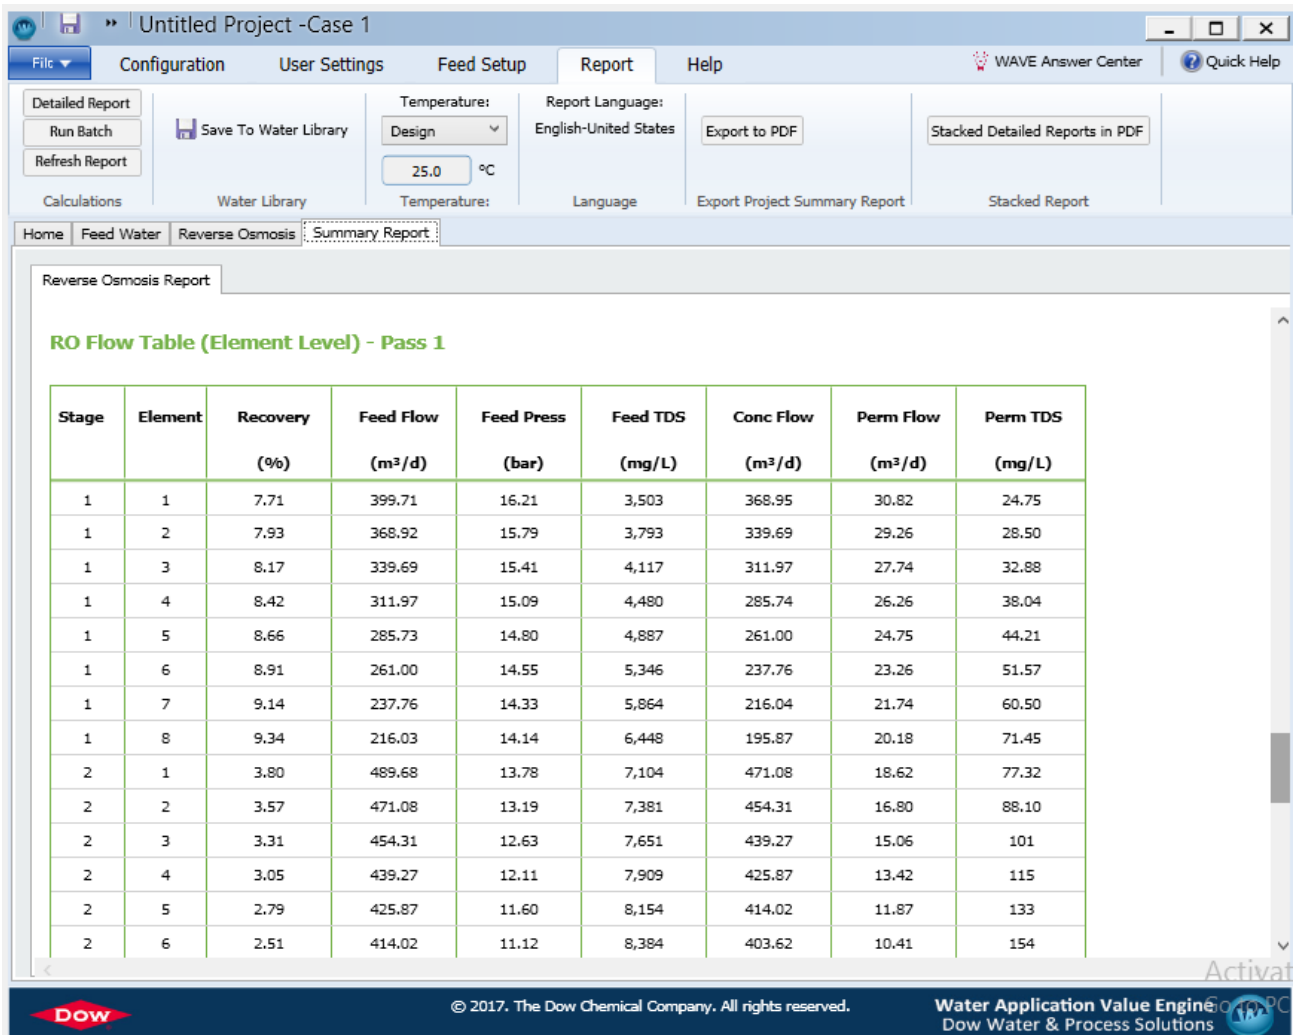 Untitled Project -Case 1
File Configuration User Settings Feed Setup Report Help WAVE Answer Center Quick Help
Detailed Report
Run Batch
Refresh Report
Calculations
Save To Water Library
Water Library
Temperature:
Design
25.0 ºC
Temperature:
Report Language:
English-United States
Language
Export to PDF
Export Project Summary Report
Stacked Detailed Reports in PDF
Stacked Report
Home Feed Water Reverse Osmosis Summary Report
Reverse Osmosis Report
RO Flow Table (Element Level) - Pass 1
Stage Element Recovery Feed Flow Feed Press Feed TDS Conc Flow Perm Flow Perm TDS
(%) (m³/d) (bar) (mg/L) (m³/d) (m³/d) (mg/L)
1 1 7.71 399.71 16.21 3,503 368.95 30.82 24.75
1 2 7.93 368.92 15.79 3,793 339.69 29.26 28.50
1 3 8.17 339.69 15.41 4,117 311.97 27.74 32.88
1 4 8.42 311.97 15.09 4,480 285.74 26.26 38.04
1 5 8.66 285.73 14.80 4,887 261.00 24.75 44.21
1 6 8.91 261.00 14.55 5,346 237.76 23.26 51.57
1 7 9.14 237.76 14.33 5,864 216.04 21.74 60.50
1 8 9.34 216.03 14.14 6,448 195.87 20.18 71.45
2 1 3.80 489.68 13.78 7,104 471.08 18.62 77.32
2 2 3.57 471.08 13.19 7,381 454.31 16.80 88.10
2 3 3.31 454.31 12.63 7,651 439.27 15.06 101
2 4 3.05 439.27 12.11 7,909 425.87 13.42 115
2 5 2.79 425.87 11.60 8,154 414.02 11.87 133
2 6 2.51 414.02 11.12 8,384 403.62 10.41 154
Activat
DOW © 2017. The Dow Chemical Company. All rights reserved. Water Application Value Engine
Dow Water & Process Solutions